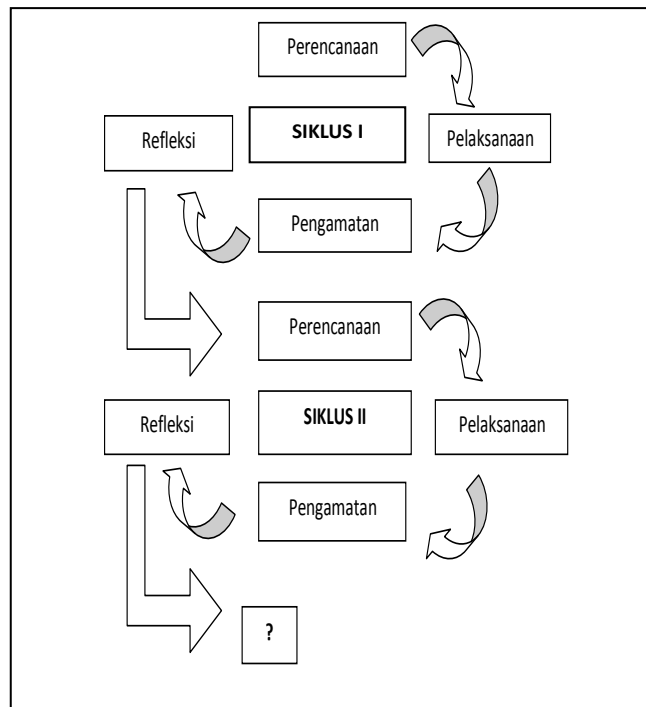 Perencanaan
SIKLUS I
Refleksi
Pelaksanaan
Pengamatan
Perencanaan
SIKLUS II
Refleksi
Pelaksanaan
Pengamatan
?